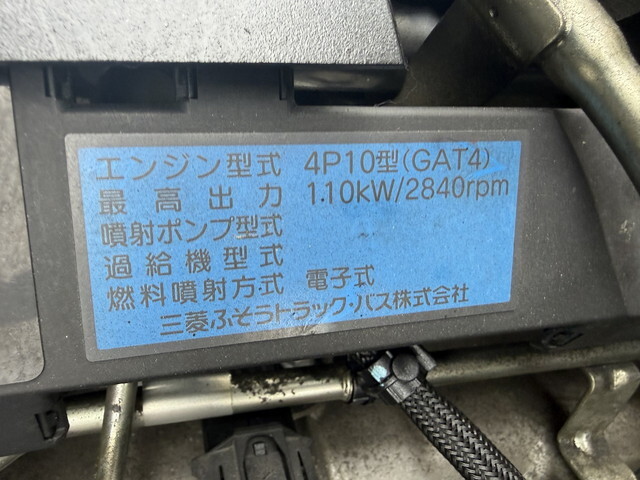 エンジン型式 4P10型(GAT4)
最高出力 110kW/2840rpm
噴射ポンプ型式
過給機型式
燃料噴射方式 電子式
三菱ふそうトラック・バス株式会社